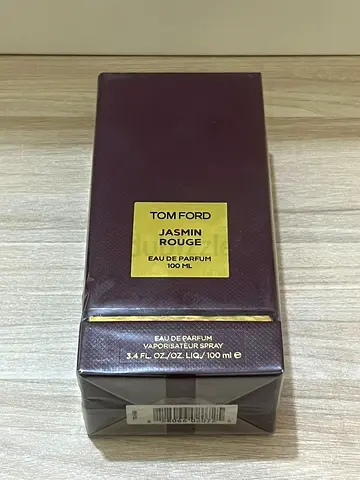 TOM FORD
JASMIN
ROUGE
EAU DE PARFUM
100 ML
dubizzle
EAU DE PARFUM
VAPORISATEUR SPRAY
3.4 FL. OZ./OZ. LIQ./100 ml ℮